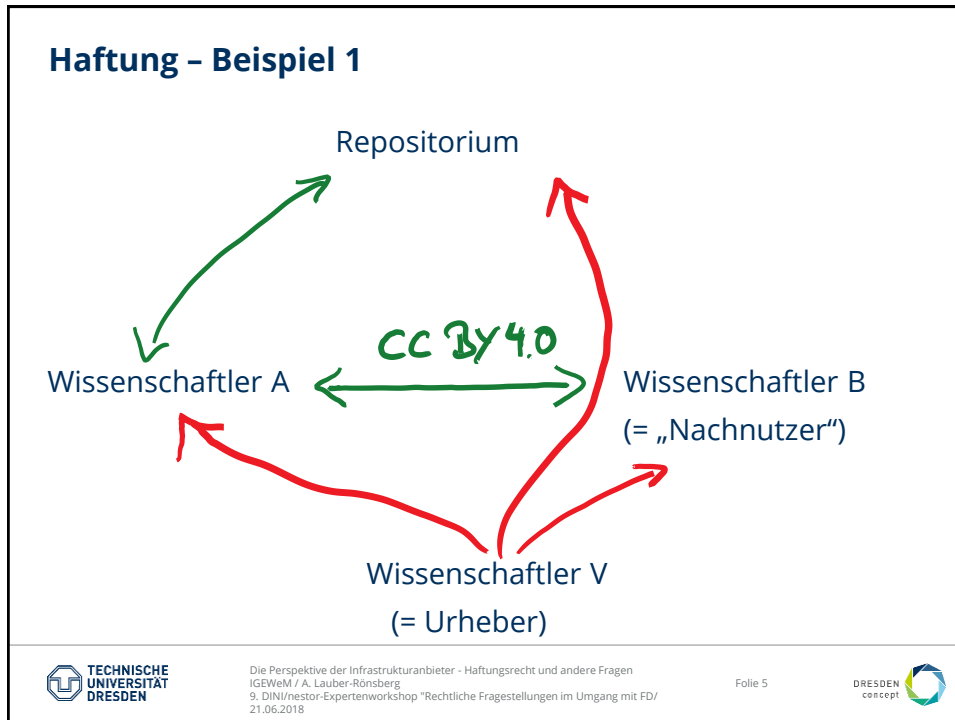 Haftung – Beispiel 1
Repositorium
CC BY 4.0
Wissenschaftler A
Wissenschaftler B
(= „Nachnutzer“)
Wissenschaftler V
(= Urheber)
TECHNISCHE
UNIVERSITÄT
DRESDEN
Die Perspektive der Infrastrukturanbieter - Haftungsrecht und andere Fragen
IGEWeM / A. Lauber-Rönsberg
9. DINI/nestor-Expertenworkshop "Rechtliche Fragestellungen im Umgang mit FD/
21.06.2018
Folie 5
DRESDEN
concept